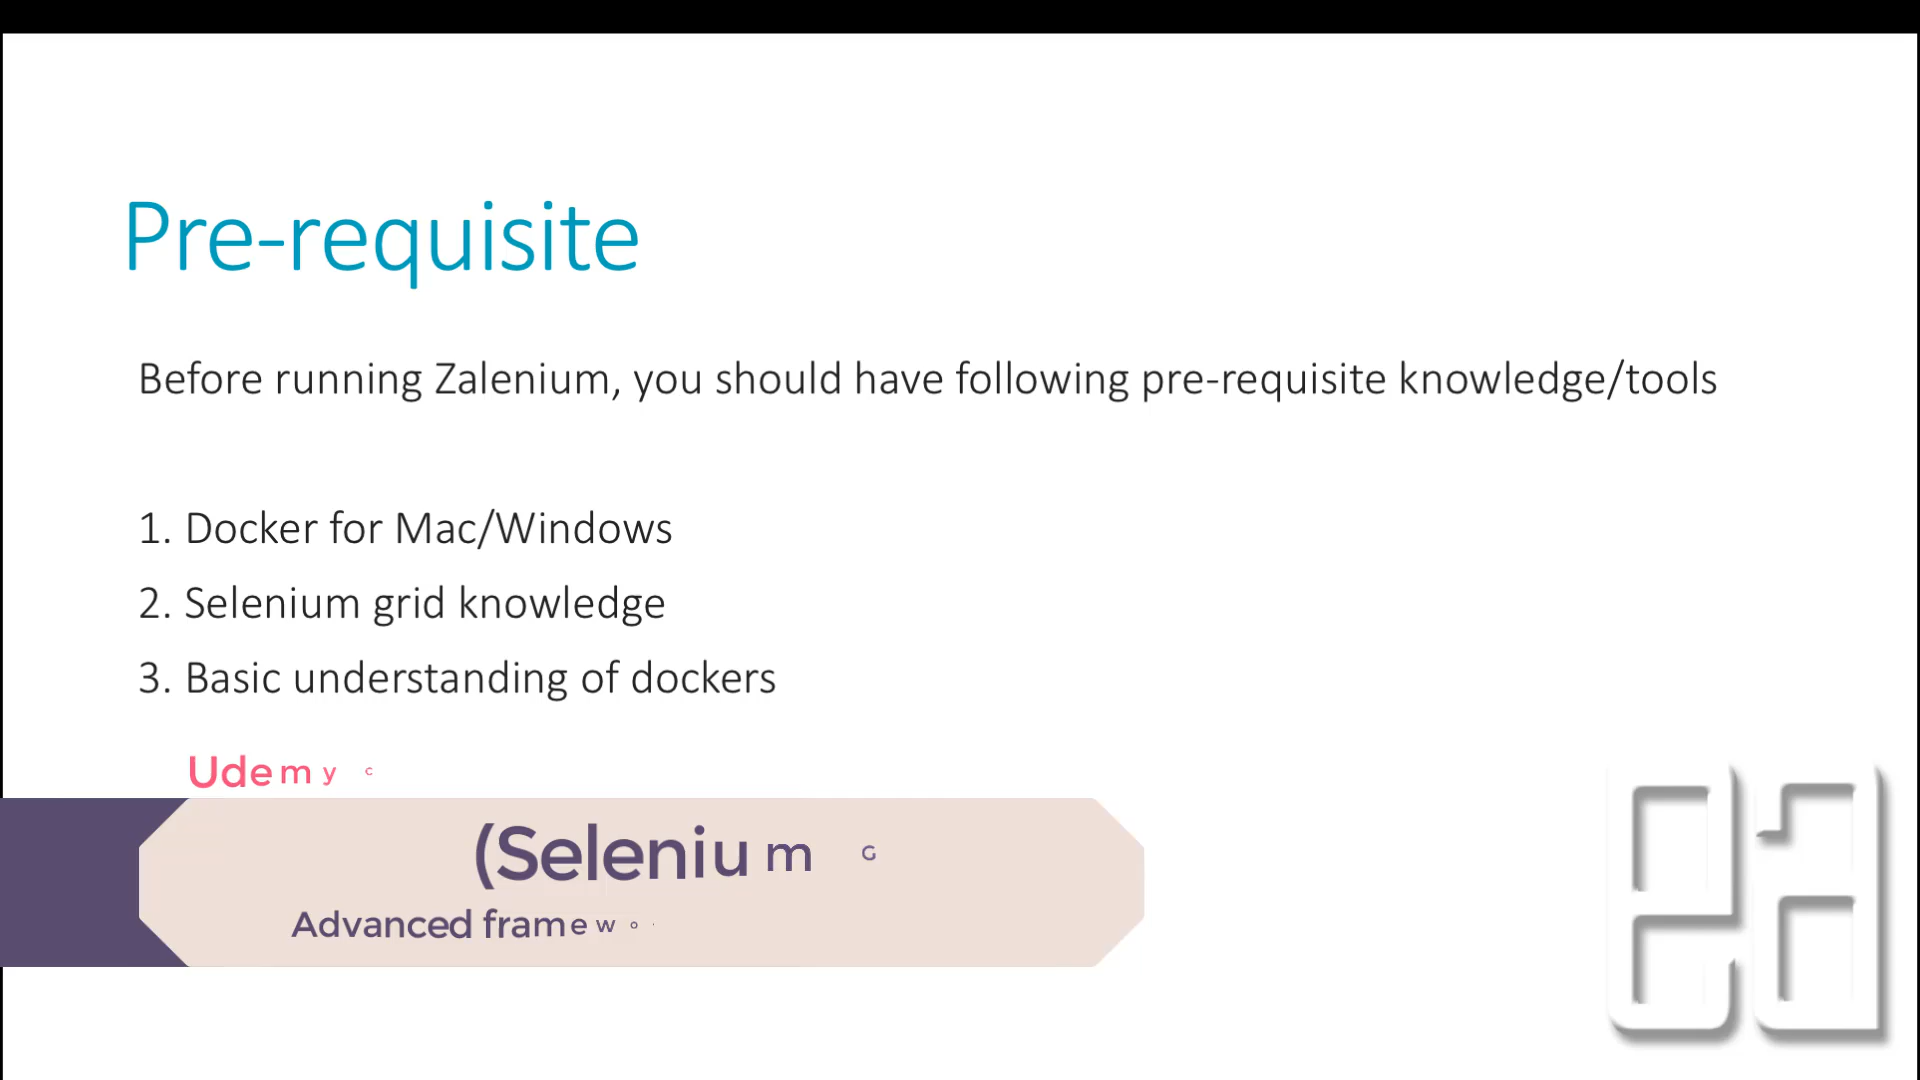 Pre-requisite
Before running Zalenium, you should have following pre-requisite knowledge/tools
1. Docker for Mac/Windows
2. Selenium grid knowledge
3. Basic understanding of dockers
Udemy c
(Selenium G
Advanced framewo
ea